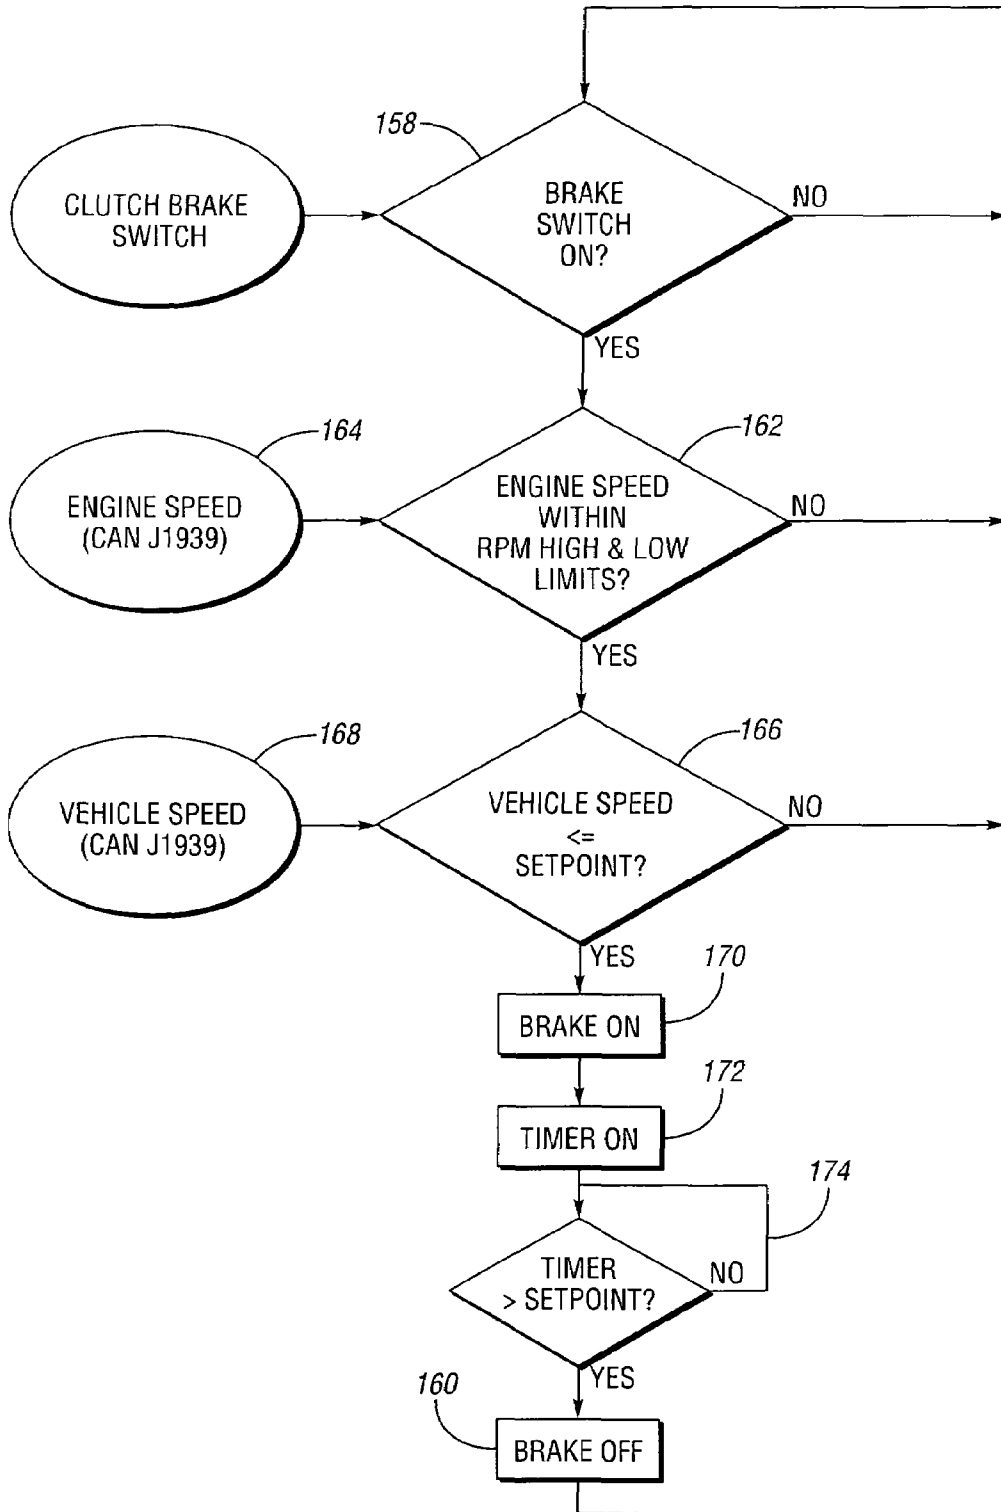 158
CLUTCH BRAKE
SWITCH
BRAKE
SWITCH
ON?
NO
YES
164
162
ENGINE SPEED
(CAN J1939)
ENGINE SPEED
WITHIN
RPM HIGH & LOW
LIMITS?
NO
YES
168
166
VEHICLE SPEED
(CAN J1939)
VEHICLE SPEED
<=
SETPOINT?
NO
YES
170
BRAKE ON
172
TIMER ON
174
TIMER
> SETPOINT?
NO
YES
160
BRAKE OFF